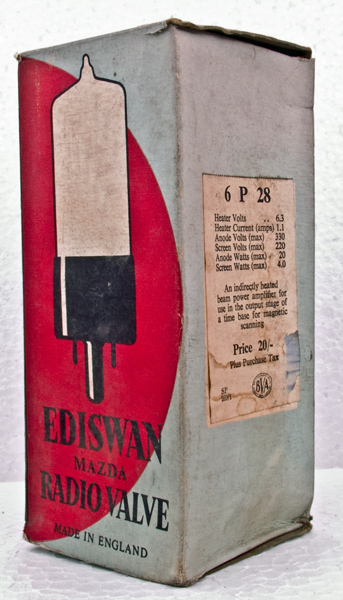 EDISWAN
MAZDA
RADIO VALVE
MADE IN ENGLAND
6 P 28
Heater Volts .. 6.3
Heater Current (amps) 1.1
Anode Volts (max) 330
Screen Volts (max) 220
Anode Watts (max) 20
Screen Watts (max) 4.0
An indirectly heated
beam power amplifier for
use in the output stage of
a time base for magnetic
scanning
Price 20/-
Plus Purchase Tax
BVA